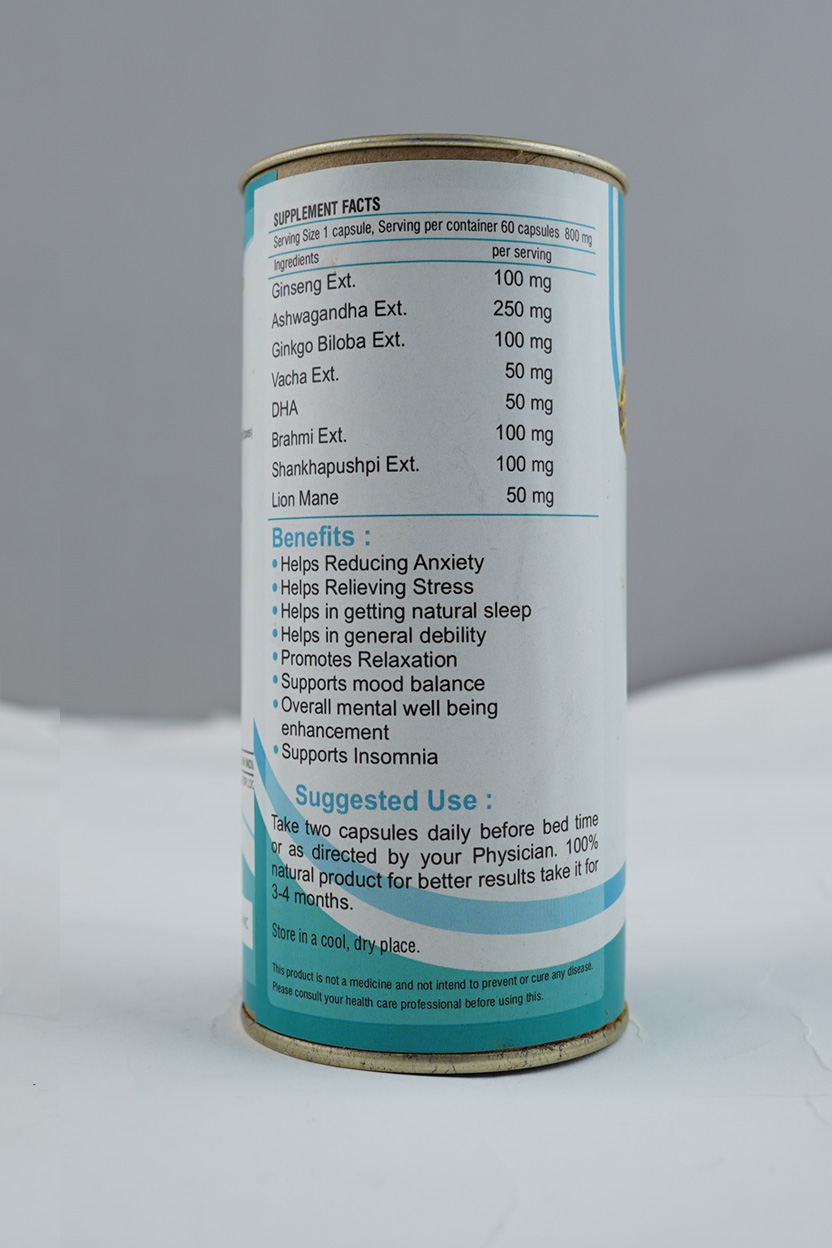 SUPPLEMENT FACTS
Serving Size 1 capsule, Serving per container 60 capsules 800 mg
Ingredients per serving
Ginseng Ext. 100 mg
Ashwagandha Ext. 250 mg
Ginkgo Biloba Ext. 100 mg
Vacha Ext. 50 mg
DHA 50 mg
Brahmi Ext. 100 mg
Shankhapushpi Ext. 100 mg
Lion Mane 50 mg
Benefits :
• Helps Reducing Anxiety
• Helps Relieving Stress
• Helps in getting natural sleep
• Helps in general debility
• Promotes Relaxation
• Supports mood balance
• Overall mental well being
enhancement
• Supports Insomnia
Suggested Use :
Take two capsules daily before bed time
or as directed by your Physician. 100%
natural product for better results take it for
3-4 months.
Store in a cool, dry place.
This product is not a medicine and not intend to prevent or cure any disease.
Please consult your health care professional before using this.